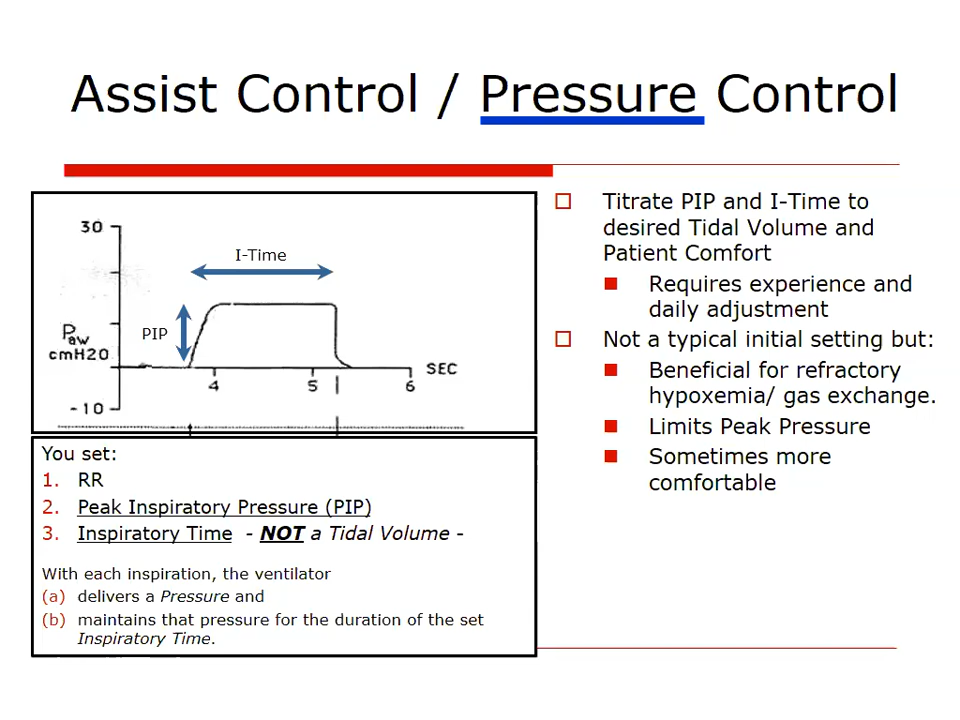 Assist Control / Pressure Control
30
I-Time
PIP
Paw
cmH2O
SEC
4
5
6
-10
You set:
1. RR
2. Peak Inspiratory Pressure (PIP)
3. Inspiratory Time - NOT a Tidal Volume -
With each inspiration, the ventilator
(a) delivers a Pressure and
(b) maintains that pressure for the duration of the set
Inspiratory Time.
Titrate PIP and I-Time to
desired Tidal Volume and
Patient Comfort
Requires experience and
daily adjustment
Not a typical initial setting but:
Beneficial for refractory
hypoxemia/ gas exchange.
Limits Peak Pressure
Sometimes more
comfortable